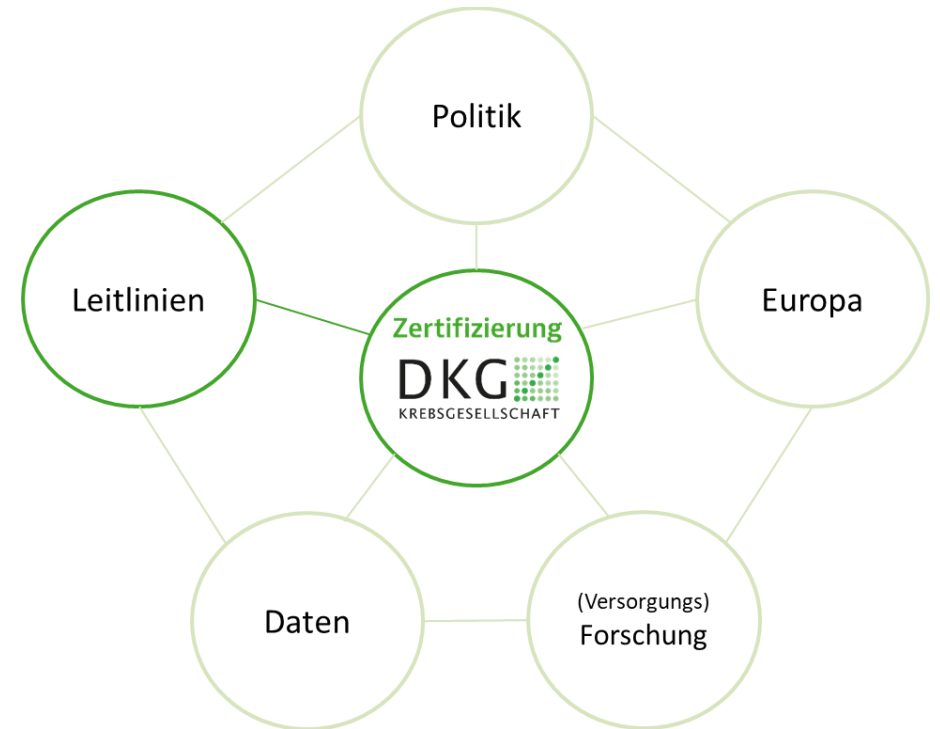 Politik
Leitlinien
Europa
Zertifizierung
DKG
KREBSGESELLSCHAFT
Daten
(Versorgungs)
Forschung